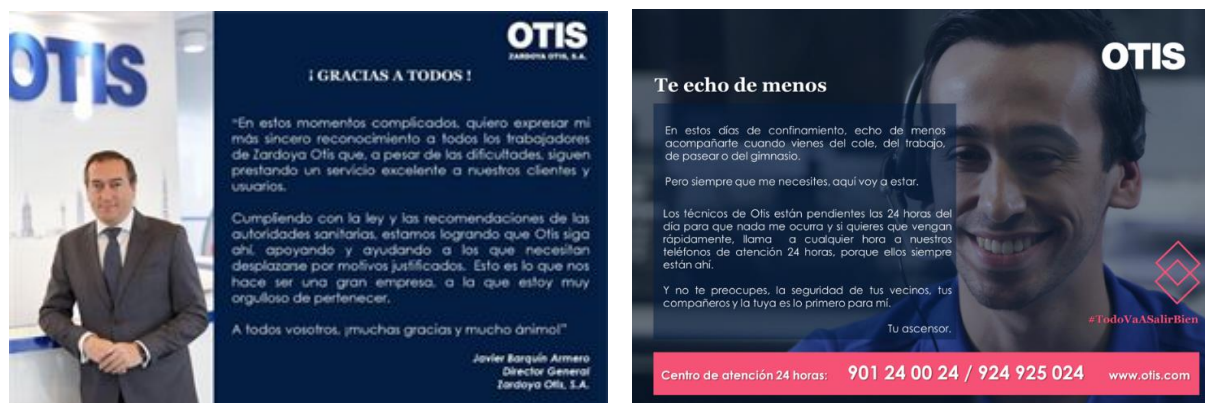 OTIS
OTIS
ZARDOYA OTIS, S.A.
¡ GRACIAS A TODOS !
“En estos momentos complicados, quiero expresar mi
más sincero reconocimiento a todos los trabajadores
de Zardoya Otis que, a pesar de las dificultades, siguen
prestando un servicio excelente a nuestros clientes y
usuarios.
Cumpliendo con la ley y las recomendaciones de las
autoridades sanitarias, estamos logrando que Otis siga
ahí, apoyando y ayudando a los que necesitan
desplazarse por motivos justificados. Esto es lo que nos
hace ser una gran empresa, a la que estoy muy
orgulloso de pertenecer.
A todos vosotros, ¡muchas gracias y mucho ánimo!”
Javier Barquín Armero
Director General
Zardoya Otis, S.A.
OTIS
Te echo de menos
En estos días de confinamiento, echo de menos
acompañarte cuando vienes del cole, del trabajo,
de pasear o del gimnasio.
Pero siempre que me necesites, aquí voy a estar.
Los técnicos de Otis están pendientes las 24 horas del
día para que nada me ocurra y si quieres que vengan
rápidamente, llama a cualquier hora a nuestros
teléfonos de atención 24 horas, porque ellos siempre
están ahí.
Y no te preocupes, la seguridad de tus vecinos, tus
compañeros y la tuya es lo primero para mí.
Tu ascensor.
#TodoVaASalirBien
Centro de atención 24 horas: 901 24 00 24 / 924 925 024 www.otis.com